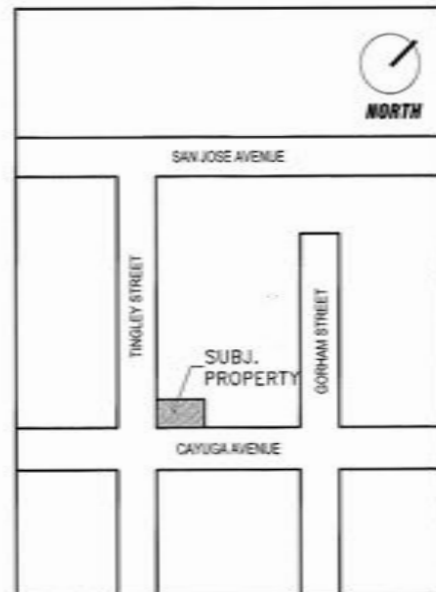 NORTH
SAN JOSE AVENUE
TINGLEY STREET
GORHAM STREET
SUBJ.
PROPERTY
CAYUGA AVENUE